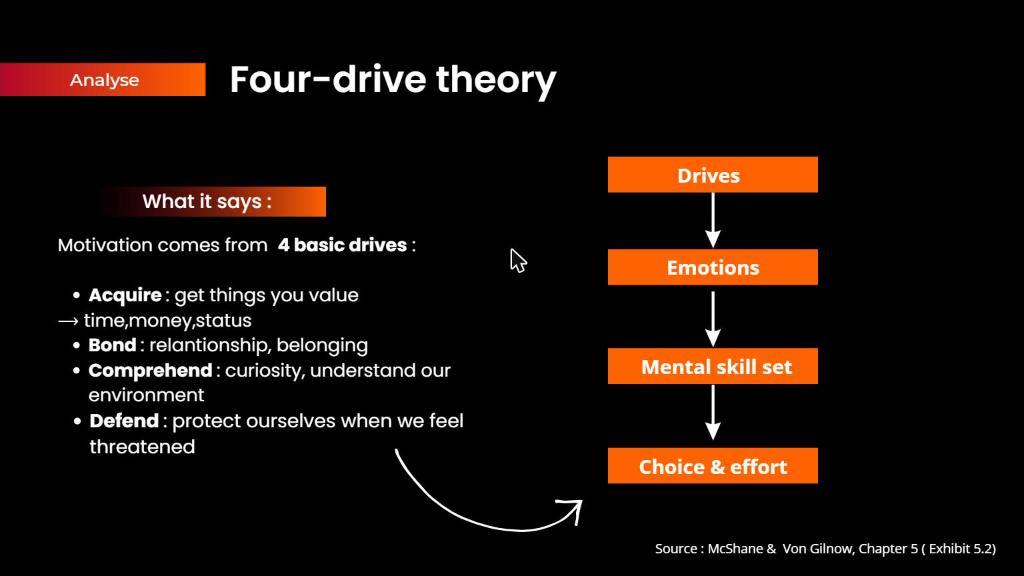 Analyse
Four-drive theory
What it says :
Motivation comes from 4 basic drives :
• Acquire : get things you value
→ time,money,status
• Bond : relantionship, belonging
• Comprehend : curiosity, understand our
environment
• Defend : protect ourselves when we feel
threatened
Drives
Emotions
Mental skill set
Choice & effort
Source : McShane & Von Gilnow, Chapter 5 ( Exhibit 5.2)